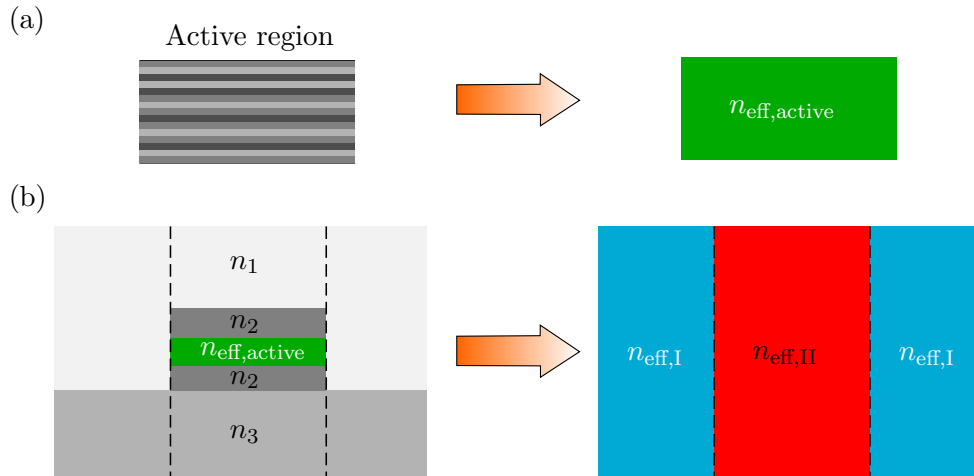 (a)
Active region
n_eff,active
(b)
n_1
n_2
n_eff,active
n_2
n_3
n_eff,I
n_eff,II
n_eff,I